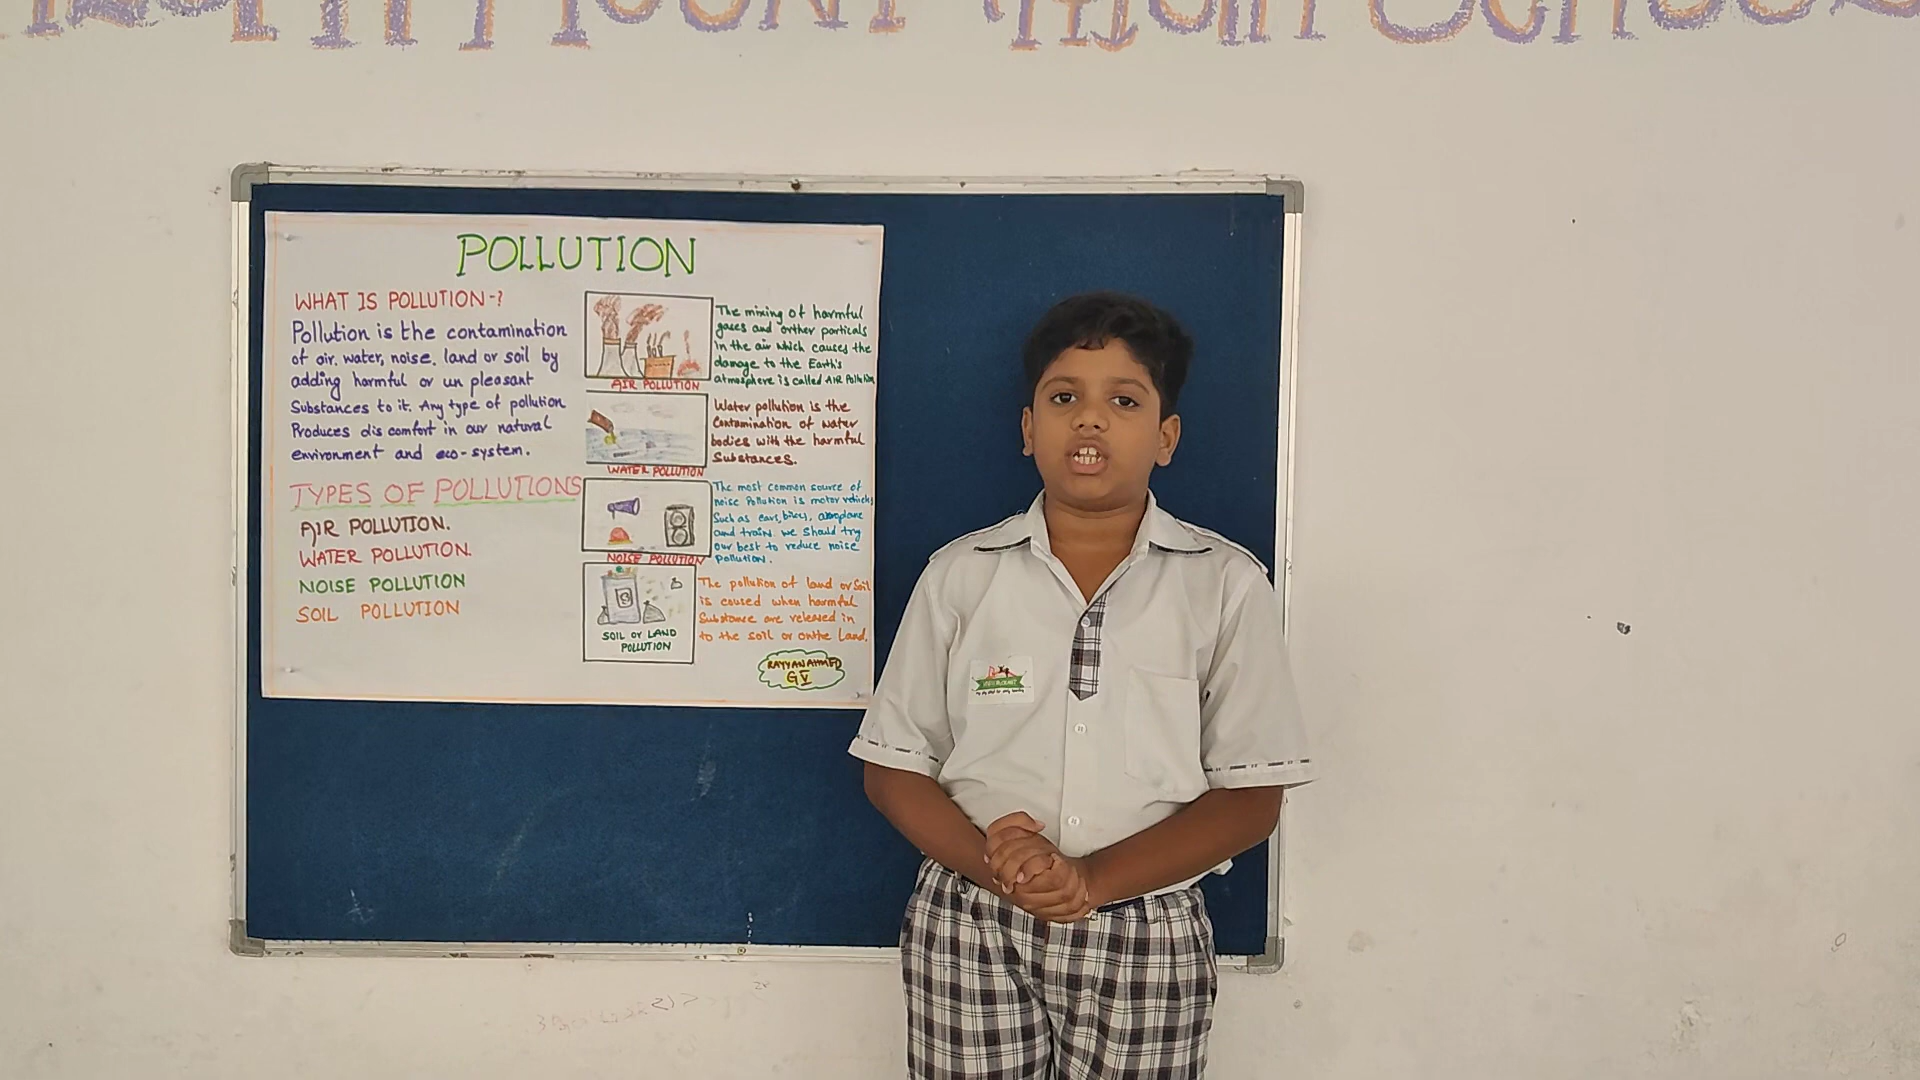 MOUNT HIGH SCHOOL
POLLUTION
WHAT IS POLLUTION-?
Pollution is the contamination
of air, water, noise, land or soil by
adding harmful or un pleasant
Substances to it. Any type of pollution
Produces dis comfort in our natural
environment and eco-system.
TYPES OF POLLUTIONS
AIR POLLUTION.
WATER POLLUTION.
NOISE POLLUTION
SOIL POLLUTION
AIR POLLUTION
The mixing of harmful
gases and orther particals
in the air which causes the
damage to the Earth's
atmosphere is called AIR Pollution
WATER POLLUTION
Water pollution is the
Contamination of water
bodies with the harmful
Substances.
NOISE POLLUTION
The most common source of
noise Pollution is motor vehicles
Such as cars, bikes, aeroplane
and train. we should try
our best to reduce noise
pollution.
SOIL or LAND
POLLUTION
The pollution of land or Soil
is caused when harmful
Substance are released in
to the soil or onthe Land.
RAYYAN AHMED
G V